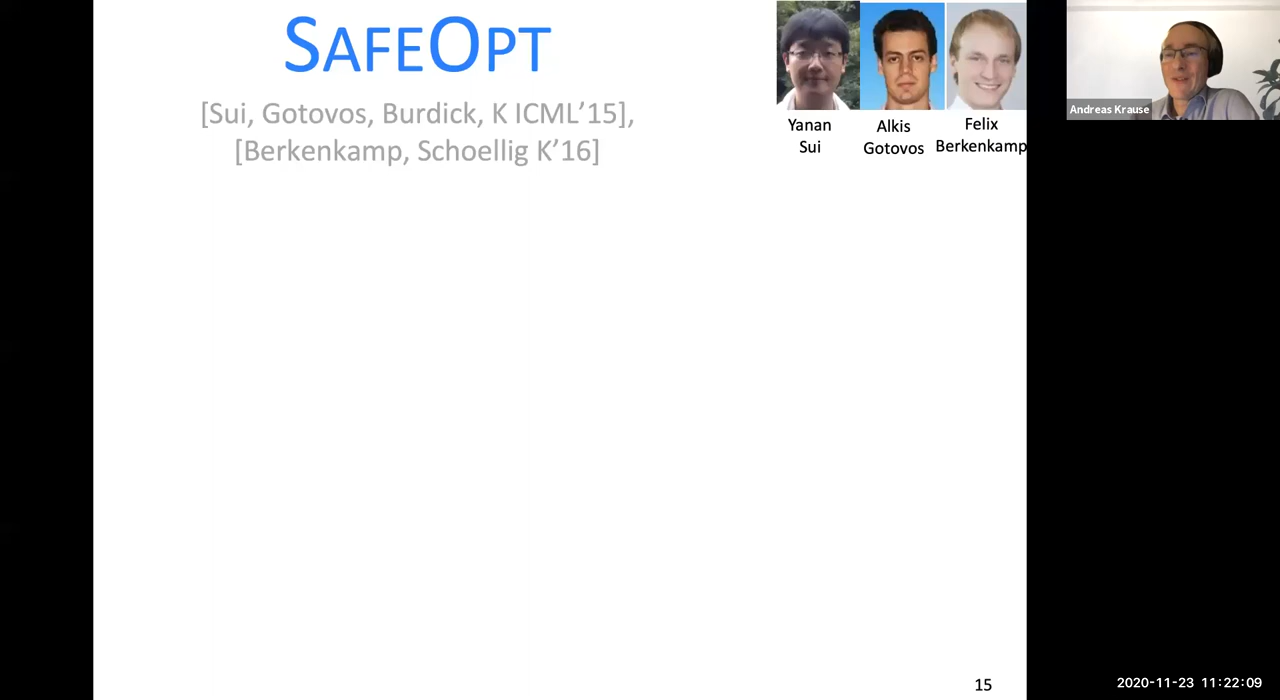 SAFEOPT
[Sui, Gotovos, Burdick, K ICML’15],
[Berkenkamp, Schoellig K’16]
Yanan
Sui
Alkis
Gotovos
Felix
Berkenkamp
Andreas Krause
15
2020-11-23 11:22:09